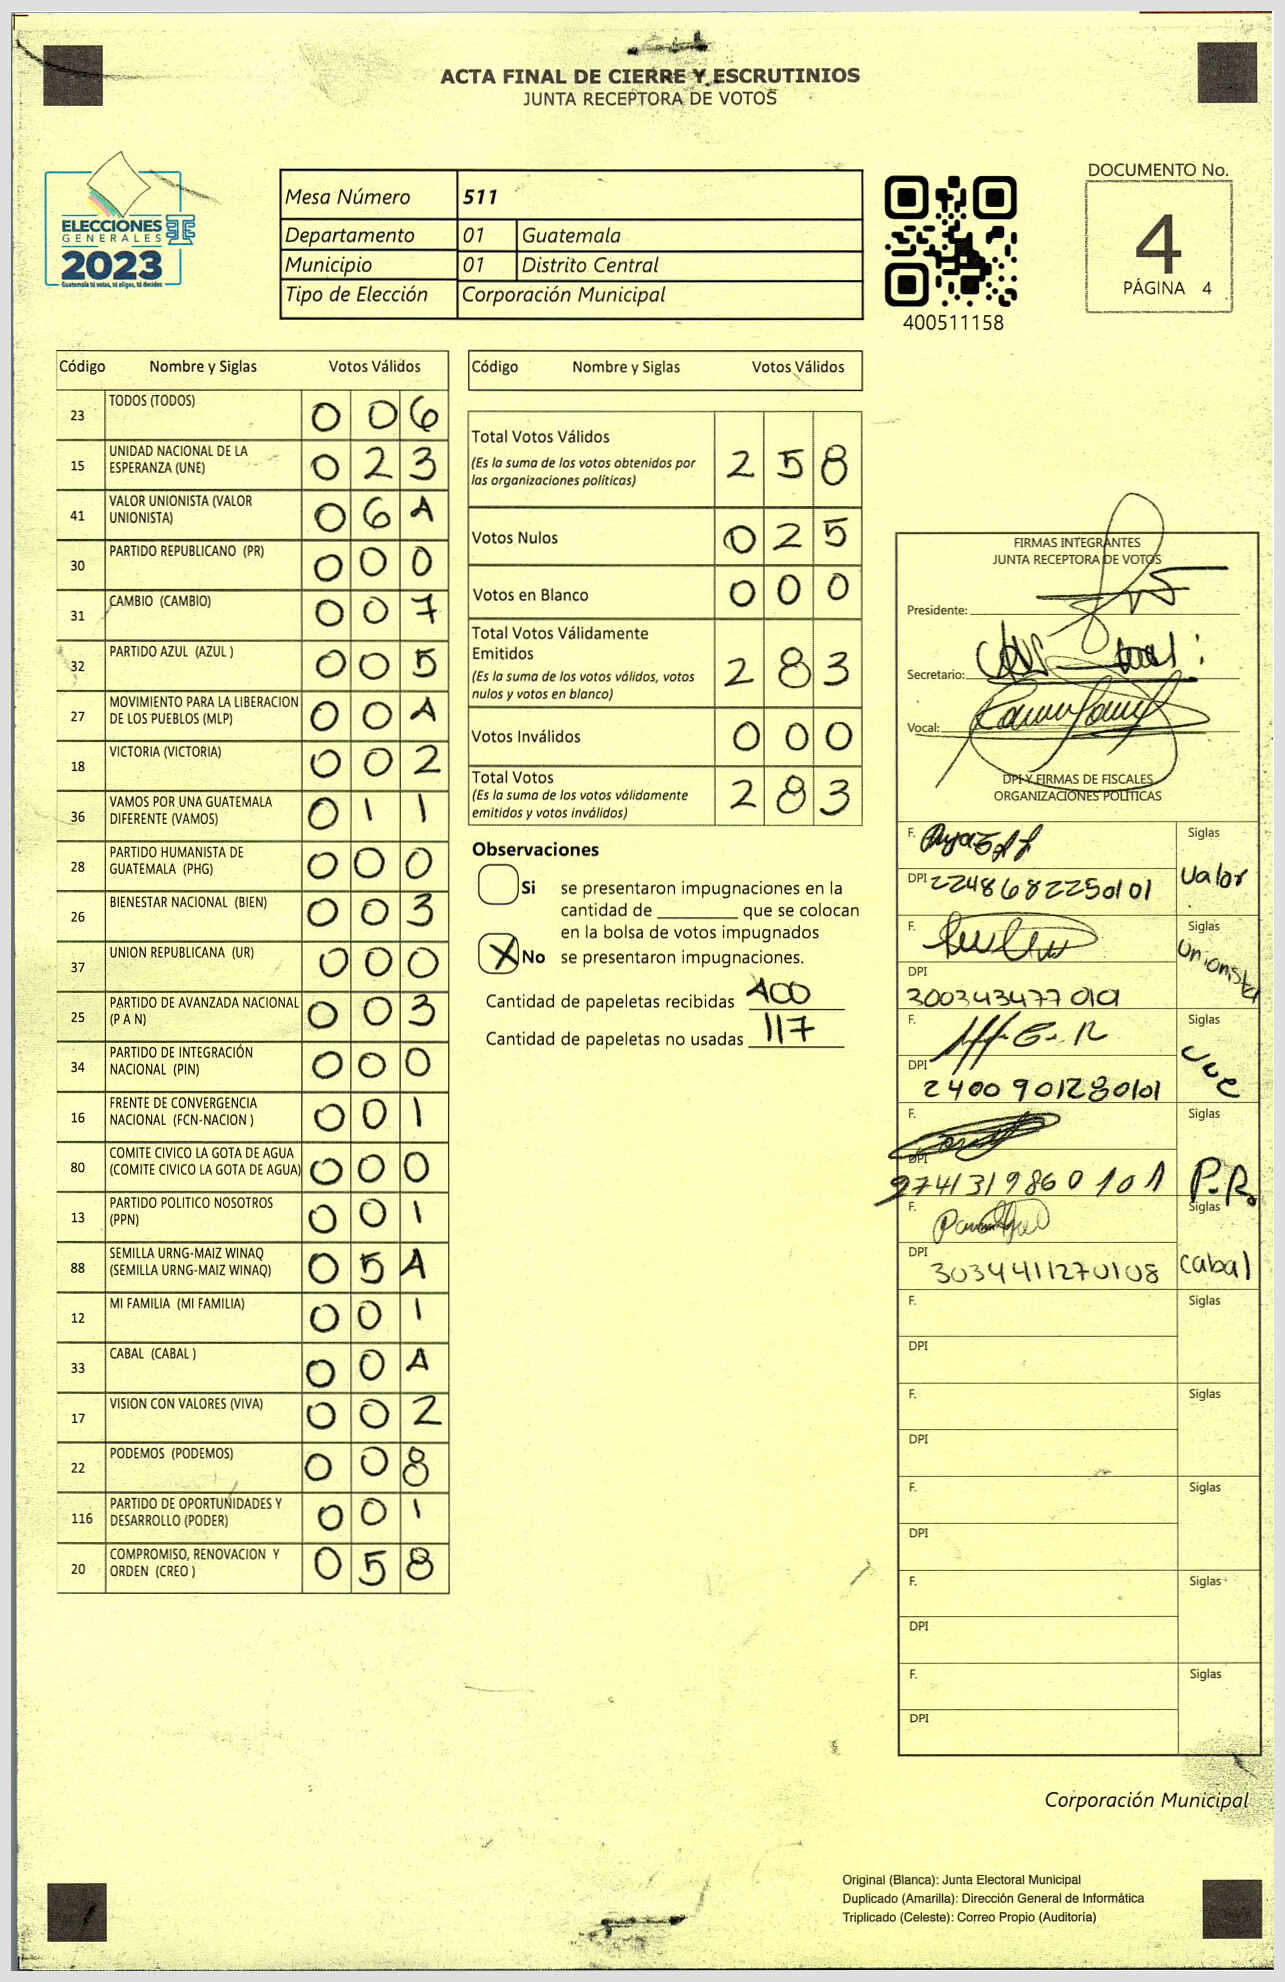 ACTA FINAL DE CIERRE Y ESCRUTINIOS
JUNTA RECEPTORA DE VOTOS
ELECCIONES
GENERALES
2023
Guatemala tú votas, tú eliges, tú decides
Mesa Número 511
Departamento 01 Guatemala
Municipio 01 Distrito Central
Tipo de Elección Corporación Municipal
400511158
DOCUMENTO No.
4
PÁGINA 4
Código Nombre y Siglas Votos Válidos
23 TODOS (TODOS) 0 0 6
15 UNIDAD NACIONAL DE LA
ESPERANZA (UNE) 0 2 3
41 VALOR UNIONISTA (VALOR
UNIONISTA) 0 6 4
30 PARTIDO REPUBLICANO (PR) 0 0 0
31 CAMBIO (CAMBIO) 0 0 7
32 PARTIDO AZUL (AZUL ) 0 0 5
27 MOVIMIENTO PARA LA LIBERACION
DE LOS PUEBLOS (MLP) 0 0 4
18 VICTORIA (VICTORIA) 0 0 2
36 VAMOS POR UNA GUATEMALA
DIFERENTE (VAMOS) 0 1 1
28 PARTIDO HUMANISTA DE
GUATEMALA (PHG) 0 0 0
26 BIENESTAR NACIONAL (BIEN) 0 0 3
37 UNION REPUBLICANA (UR) 0 0 0
25 PARTIDO DE AVANZADA NACIONAL
(P A N) 0 0 3
34 PARTIDO DE INTEGRACIÓN
NACIONAL (PIN) 0 0 0
16 FRENTE DE CONVERGENCIA
NACIONAL (FCN-NACION ) 0 0 1
80 COMITE CIVICO LA GOTA DE AGUA
(COMITE CIVICO LA GOTA DE AGUA) 0 0 0
13 PARTIDO POLITICO NOSOTROS
(PPN) 0 0 1
88 SEMILLA URNG-MAIZ WINAQ
(SEMILLA URNG-MAIZ WINAQ) 0 5 4
12 MI FAMILIA (MI FAMILIA) 0 0 1
33 CABAL (CABAL ) 0 0 4
17 VISION CON VALORES (VIVA) 0 0 2
22 PODEMOS (PODEMOS) 0 0 8
116 PARTIDO DE OPORTUNIDADES Y
DESARROLLO (PODER) 0 0 1
20 COMPROMISO, RENOVACION Y
ORDEN (CREO ) 0 5 8
Código Nombre y Siglas Votos Válidos
Total Votos Válidos 2 5 8
(Es la suma de los votos obtenidos por
las organizaciones políticas)
Votos Nulos 0 2 5
Votos en Blanco 0 0 0
Total Votos Válidamente
Emitidos 2 8 3
(Es la suma de los votos válidos, votos
nulos y votos en blanco)
Votos Inválidos 0 0 0
Total Votos 2 8 3
(Es la suma de los votos válidamente
emitidos y votos inválidos)
Observaciones
Si se presentaron impugnaciones en la
cantidad de ________ que se colocan
en la bolsa de votos impugnados
X No se presentaron impugnaciones.
Cantidad de papeletas recibidas 400
Cantidad de papeletas no usadas 117
FIRMAS INTEGRANTES
JUNTA RECEPTORA DE VOTOS
Presidente:
Secretario:
Vocal:
DPI Y FIRMAS DE FISCALES
ORGANIZACIONES POLÍTICAS
F. Siglas
DPI 2248682250101 Valor
F. Siglas
DPI Unionista
300343477 0101
F. Siglas
DPI une
2400 901280101
F. Siglas
DPI
2741319860101 P.R.
F. Siglas
DPI
3034411270108 cabal
F. Siglas
DPI
F. Siglas
DPI
F. Siglas
DPI
F. Siglas
DPI
F. Siglas
DPI
Corporación Municipal
Original (Blanca): Junta Electoral Municipal
Duplicado (Amarilla): Dirección General de Informática
Triplicado (Celeste): Correo Propio (Auditoría)